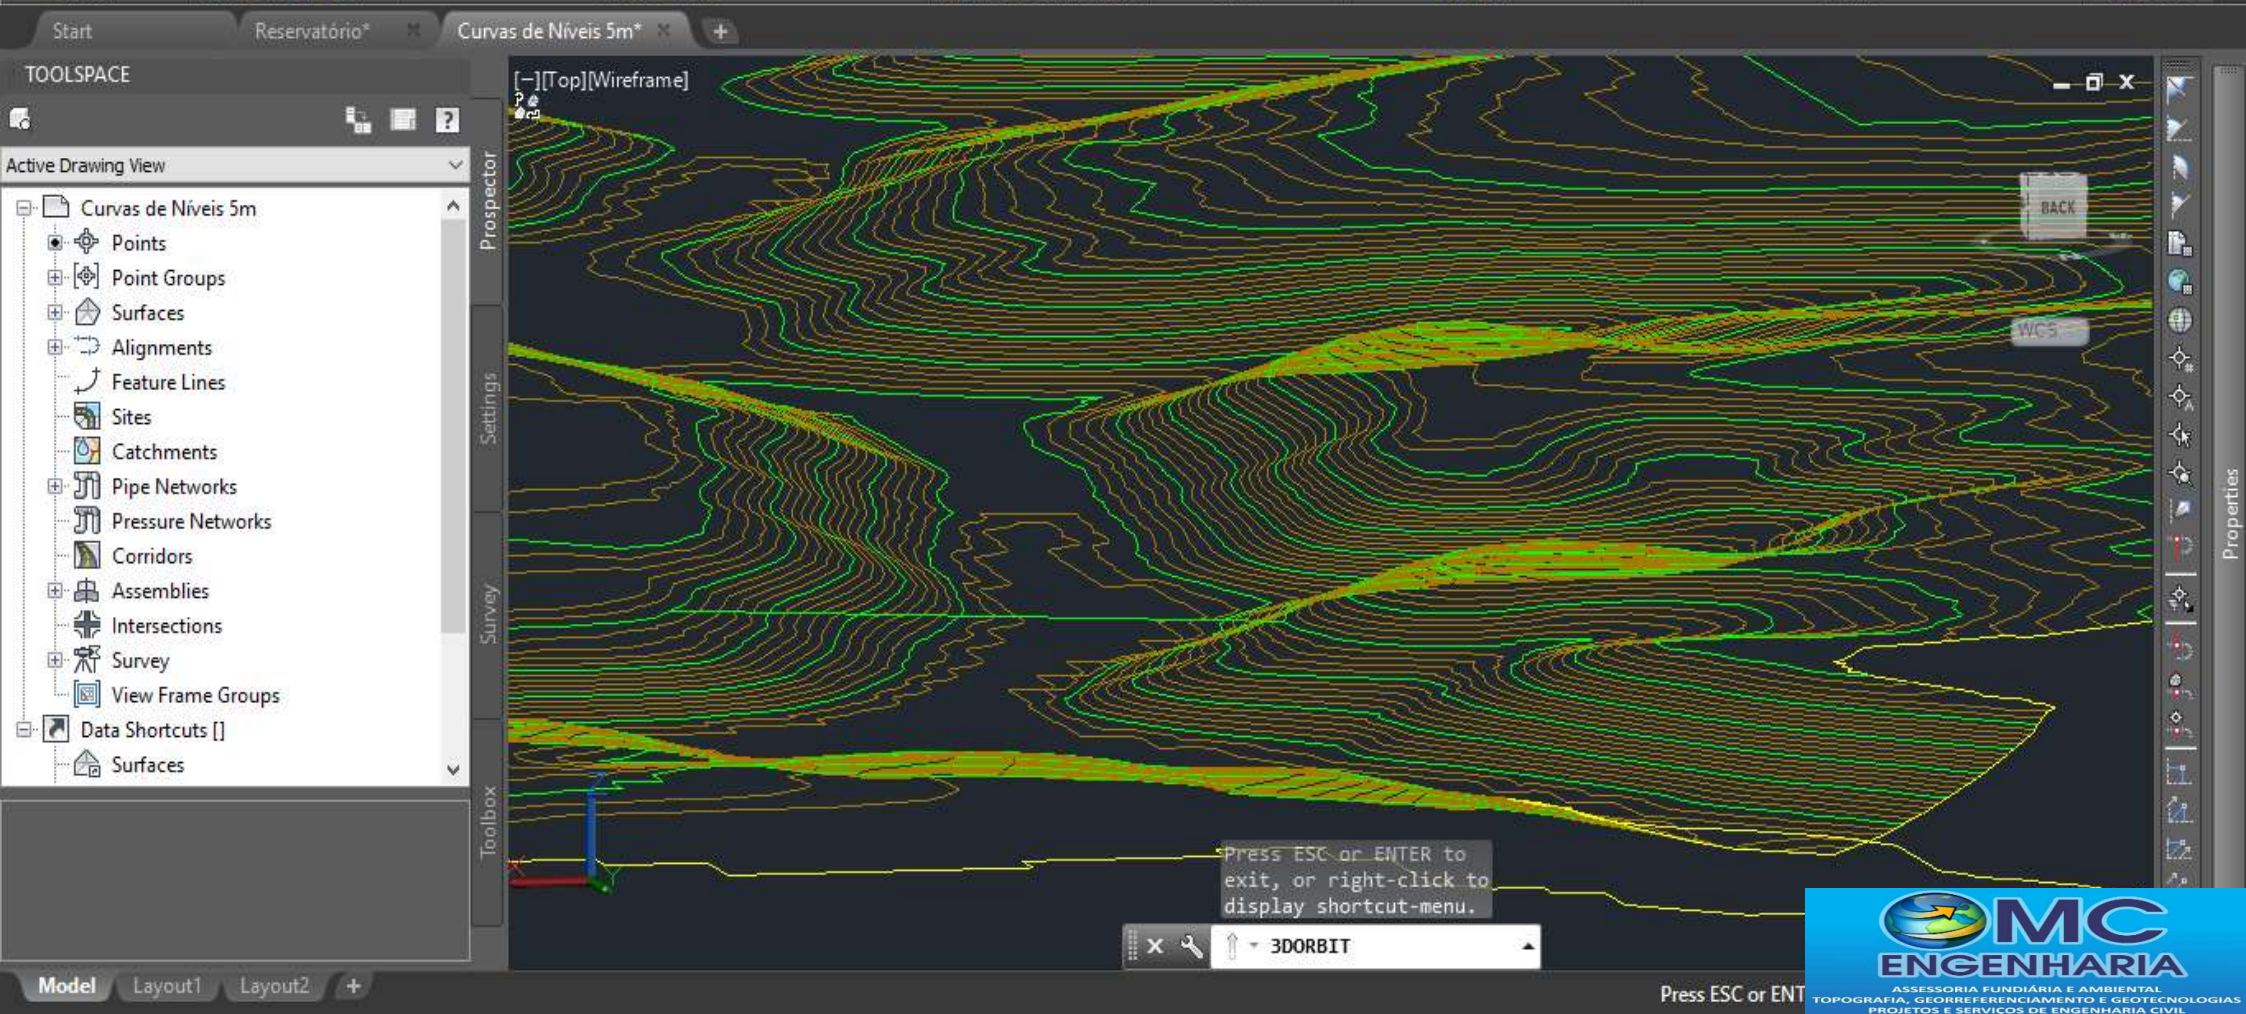 Start
Reservatório*
Curvas de Níveis 5m*
TOOLSPACE
Active Drawing View
Curvas de Níveis 5m
Points
Point Groups
Surfaces
Alignments
Feature Lines
Sites
Catchments
Pipe Networks
Pressure Networks
Corridors
Assemblies
Intersections
Survey
View Frame Groups
Data Shortcuts []
Surfaces
Prospector
Settings
Survey
Toolbox
[−][Top][Wireframe]
BACK
WCS
Properties
Press ESC or ENTER to
exit, or right-click to
display shortcut-menu.
3DORBIT
Model
Layout1
Layout2
Press ESC or ENT
MC
ENGENHARIA
ASSESSORIA FUNDIÁRIA E AMBIENTAL
TOPOGRAFIA, GEORREFERENCIAMENTO E GEOTECNOLOGIAS
PROJETOS E SERVIÇOS DE ENGENHARIA CIVIL